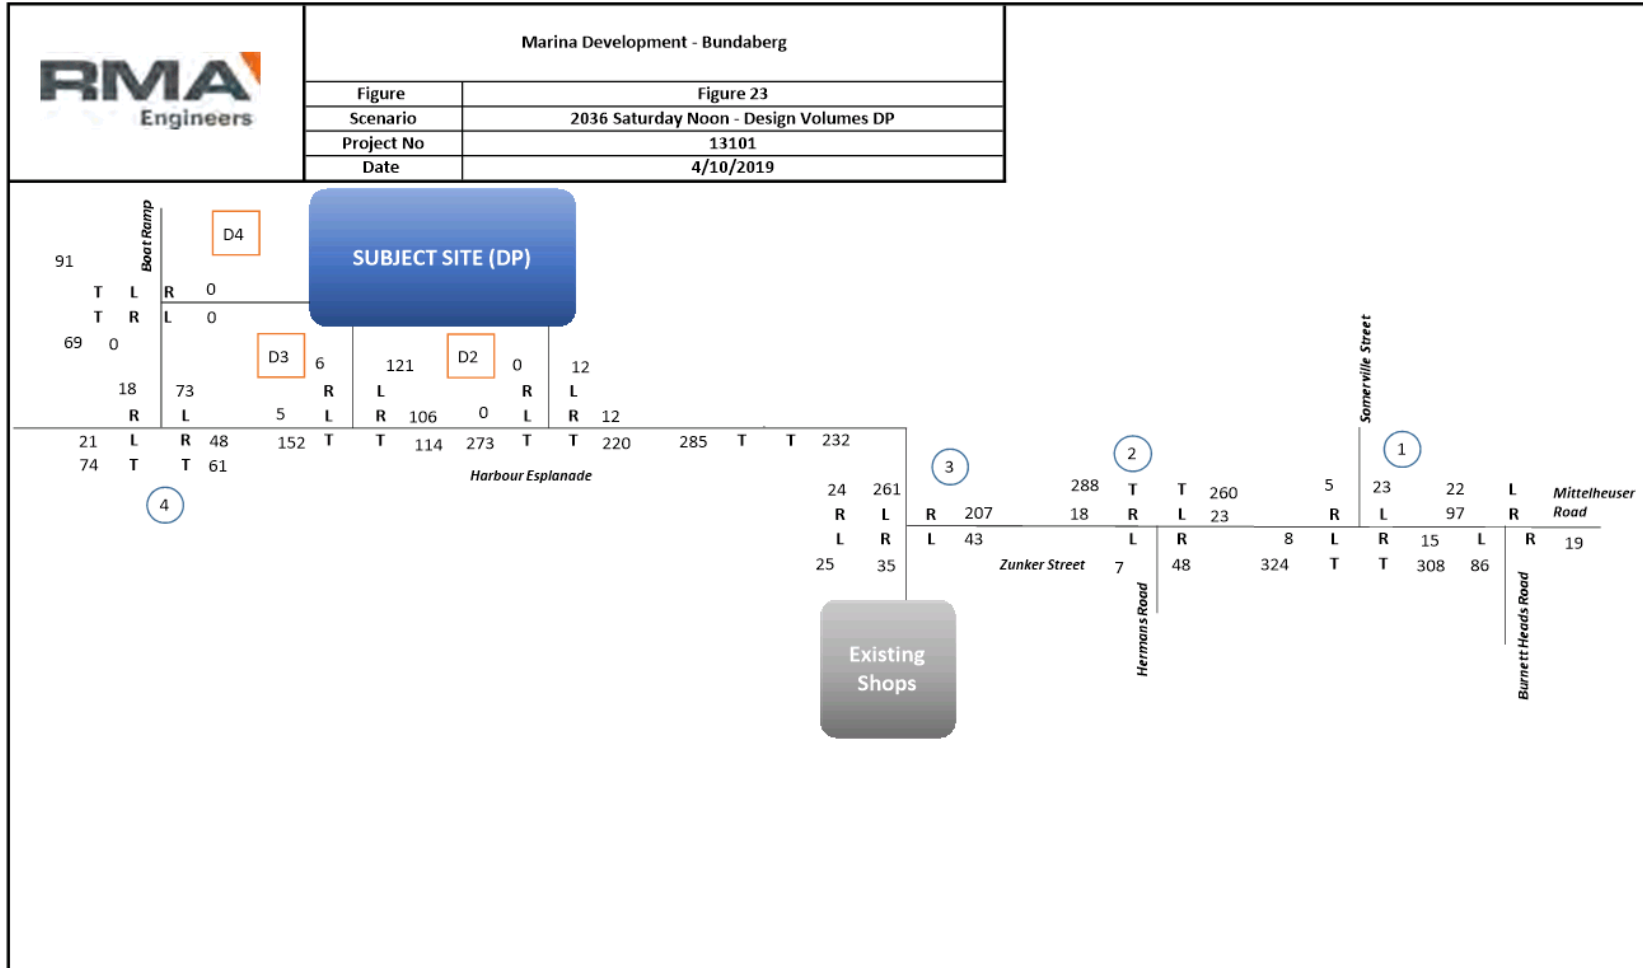 RMA
Engineers
Marina Development - Bundaberg
Figure Figure 23
Scenario 2036 Saturday Noon - Design Volumes DP
Project No 13101
Date 4/10/2019
Boat Ramp
D4
SUBJECT SITE (DP)
91
T L R 0
T R L 0
69 0
D3 6 121 D2 0 12
18 73 R L R L
R L 5 L R 106 0 L R 12
21 L R 48 152 T T 114 273 T T 220 285 T T 232
74 T T 61
Harbour Esplanade
4
3
2
1
Somerville Street
24 261 288 T T 260 5 23 22 L Mittelheuser
R L R 207 18 R L 23 R L 97 R Road
L R L 43 L R 8 L R 15 L R 19
25 35 Zunker Street 7 48 324 T T 308 86
Hermans Road
Burnett Heads Road
Existing
Shops